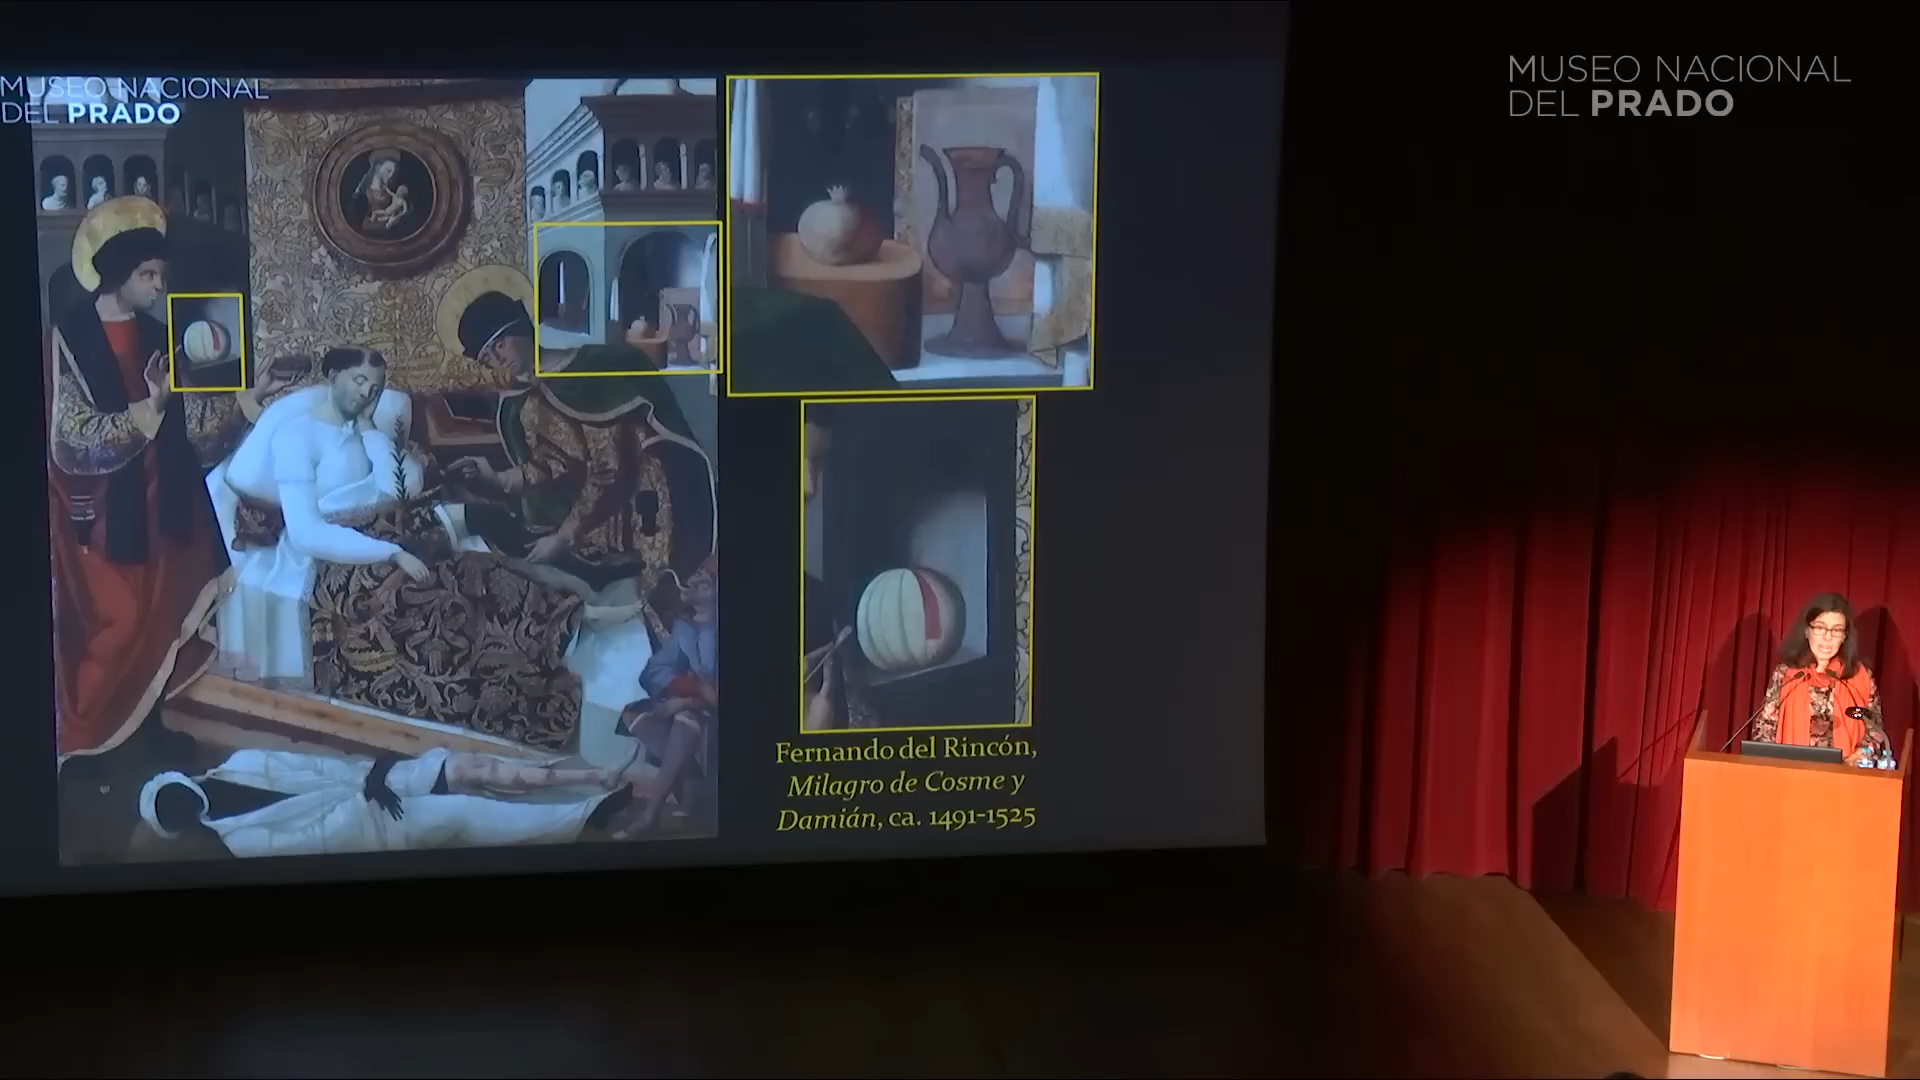 MUSEO NACIONAL
DEL PRADO
MUSEO NACIONAL
DEL PRADO
Fernando del Rincón,
Milagro de Cosme y
Damián, ca. 1491-1525